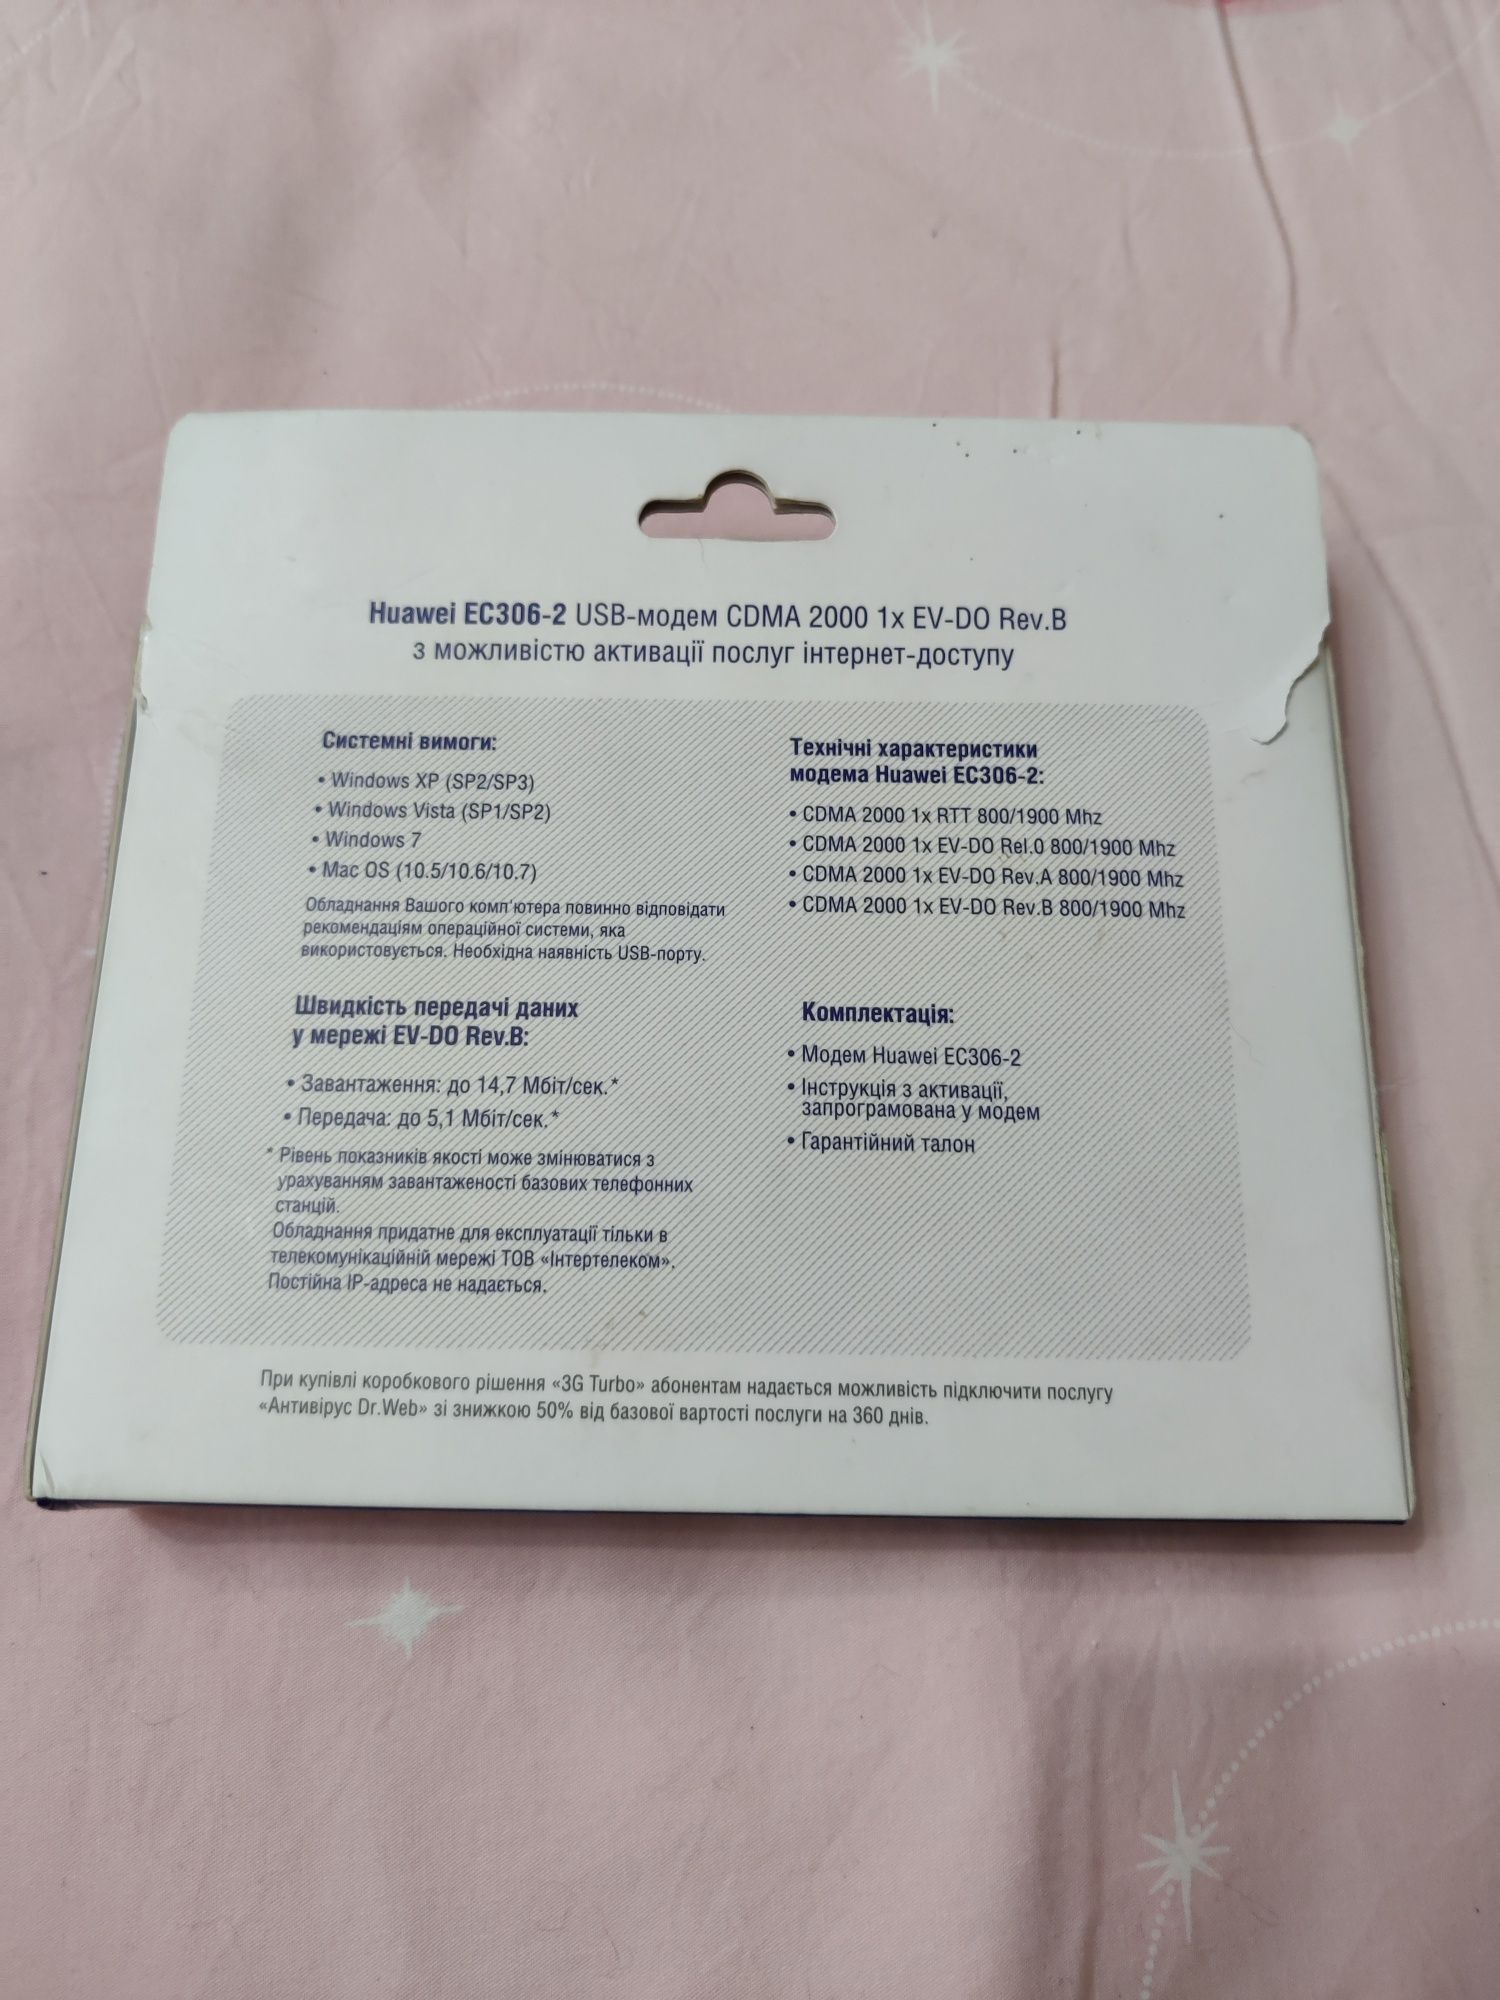 Huawei EC306-2 USB-модем CDMA 2000 1x EV-DO Rev.B
з можливістю активації послуг інтернет-доступу
Системні вимоги:
• Windows XP (SP2/SP3)
• Windows Vista (SP1/SP2)
• Windows 7
• Mac OS (10.5/10.6/10.7)
Обладнання Вашого комп'ютера повинно відповідати
рекомендаціям операційної системи, яка
використовується. Необхідна наявність USB-порту.
Технічні характеристики
модема Huawei EC306-2:
• CDMA 2000 1x RTT 800/1900 Mhz
• CDMA 2000 1x EV-DO Rel.0 800/1900 Mhz
• CDMA 2000 1x EV-DO Rev.A 800/1900 Mhz
• CDMA 2000 1x EV-DO Rev.B 800/1900 Mhz
Швидкість передачі даних
у мережі EV-DO Rev.B:
• Завантаження: до 14,7 Мбіт/сек.*
• Передача: до 5,1 Мбіт/сек.*
* Рівень показників якості може змінюватися з
урахуванням завантаженості базових телефонних
станцій.
Обладнання придатне для експлуатації тільки в
телекомунікаційній мережі ТОВ «Інтертелеком».
Постійна IP-адреса не надається.
Комплектація:
• Модем Huawei EC306-2
• Інструкція з активації,
запрограмована у модем
• Гарантійний талон
При купівлі коробкового рішення «3G Turbo» абонентам надається можливість підключити послугу
«Антивірус Dr.Web» зі знижкою 50% від базової вартості послуги на 360 днів.